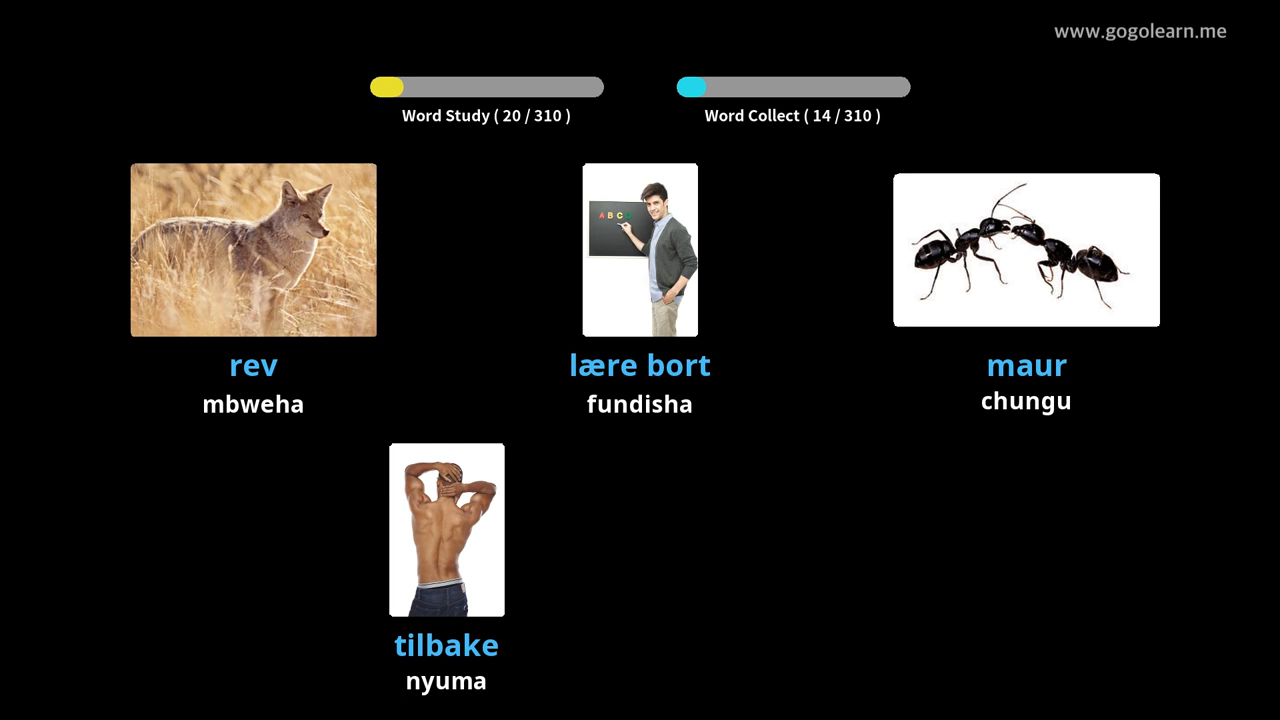 www.gogolearn.me
Word Study ( 20 / 310 )
Word Collect ( 14 / 310 )
A B C D
rev
mbweha
lære bort
fundisha
maur
chungu
tilbake
nyuma